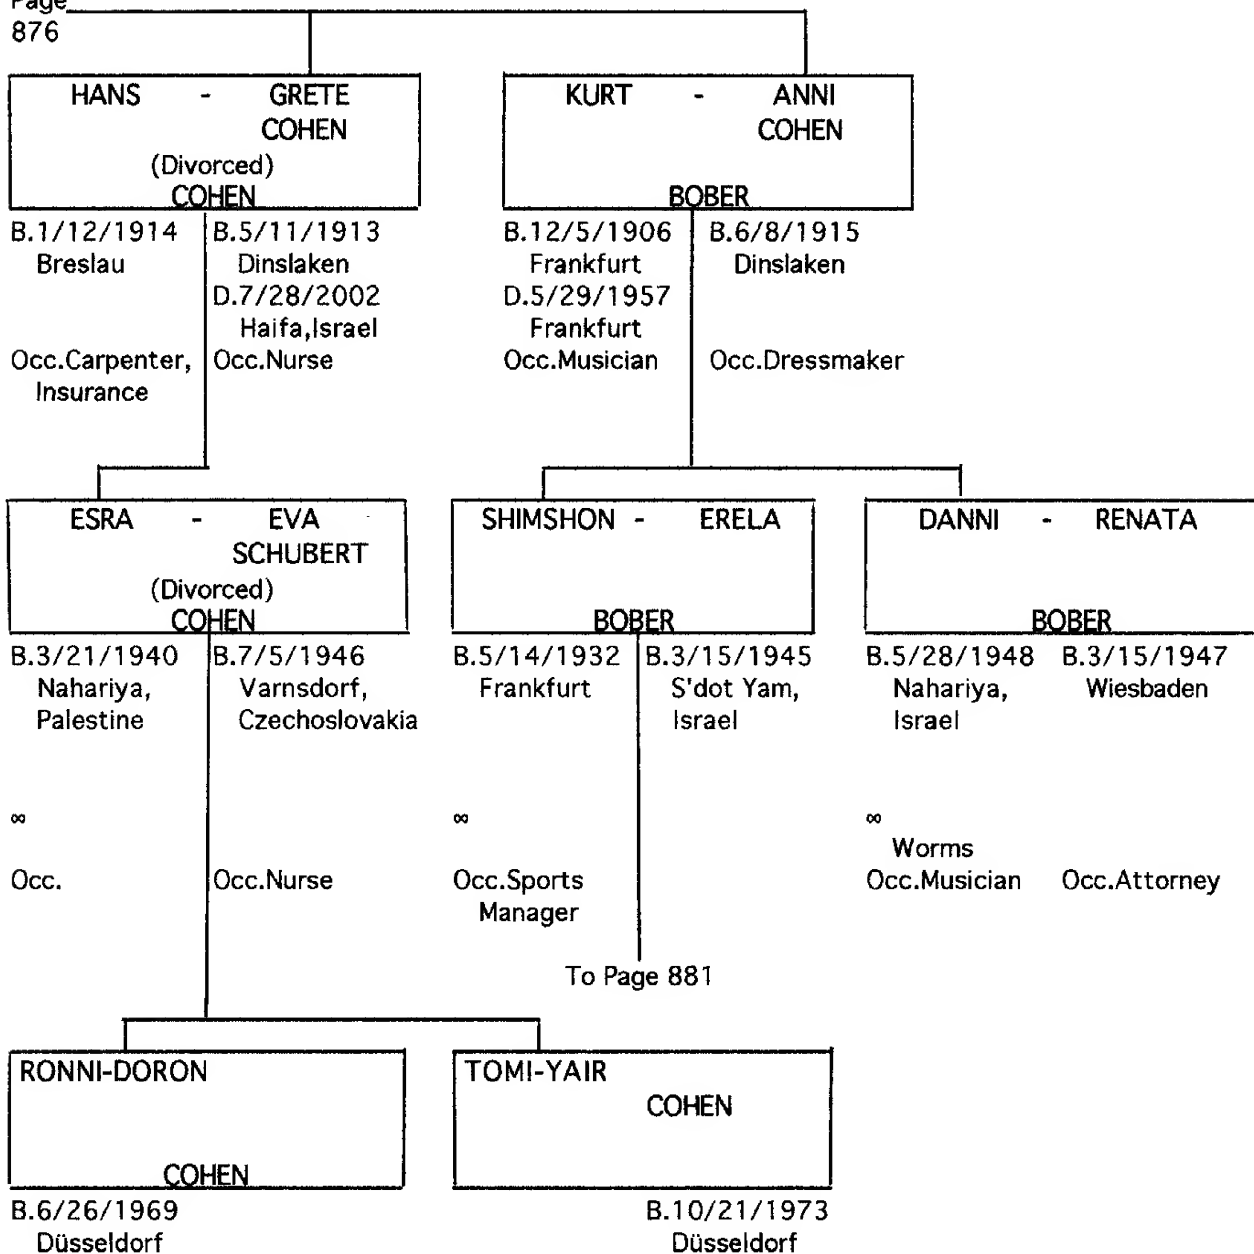 Page
876
HANS - GRETE
COHEN
(Divorced)
COHEN
B.1/12/1914 B.5/11/1913
Breslau Dinslaken
D.7/28/2002
Haifa,Israel
Occ.Carpenter, Occ.Nurse
Insurance
KURT - ANNI
COHEN
BOBER
B.12/5/1906 B.6/8/1915
Frankfurt Dinslaken
D.5/29/1957
Frankfurt
Occ.Musician Occ.Dressmaker
ESRA - EVA
SCHUBERT
(Divorced)
COHEN
B.3/21/1940 B.7/5/1946
Nahariya, Varnsdorf,
Palestine Czechoslovakia
∞
Occ. Occ.Nurse
SHIMSHON - ERELA
BOBER
B.5/14/1932 B.3/15/1945
Frankfurt S'dot Yam,
Israel
∞
Occ.Sports
Manager
To Page 881
DANNI - RENATA
BOBER
B.5/28/1948 B.3/15/1947
Nahariya, Wiesbaden
Israel
∞
Worms
Occ.Musician Occ.Attorney
RONNI-DORON
COHEN
B.6/26/1969
Düsseldorf
TOMI-YAIR
COHEN
B.10/21/1973
Düsseldorf